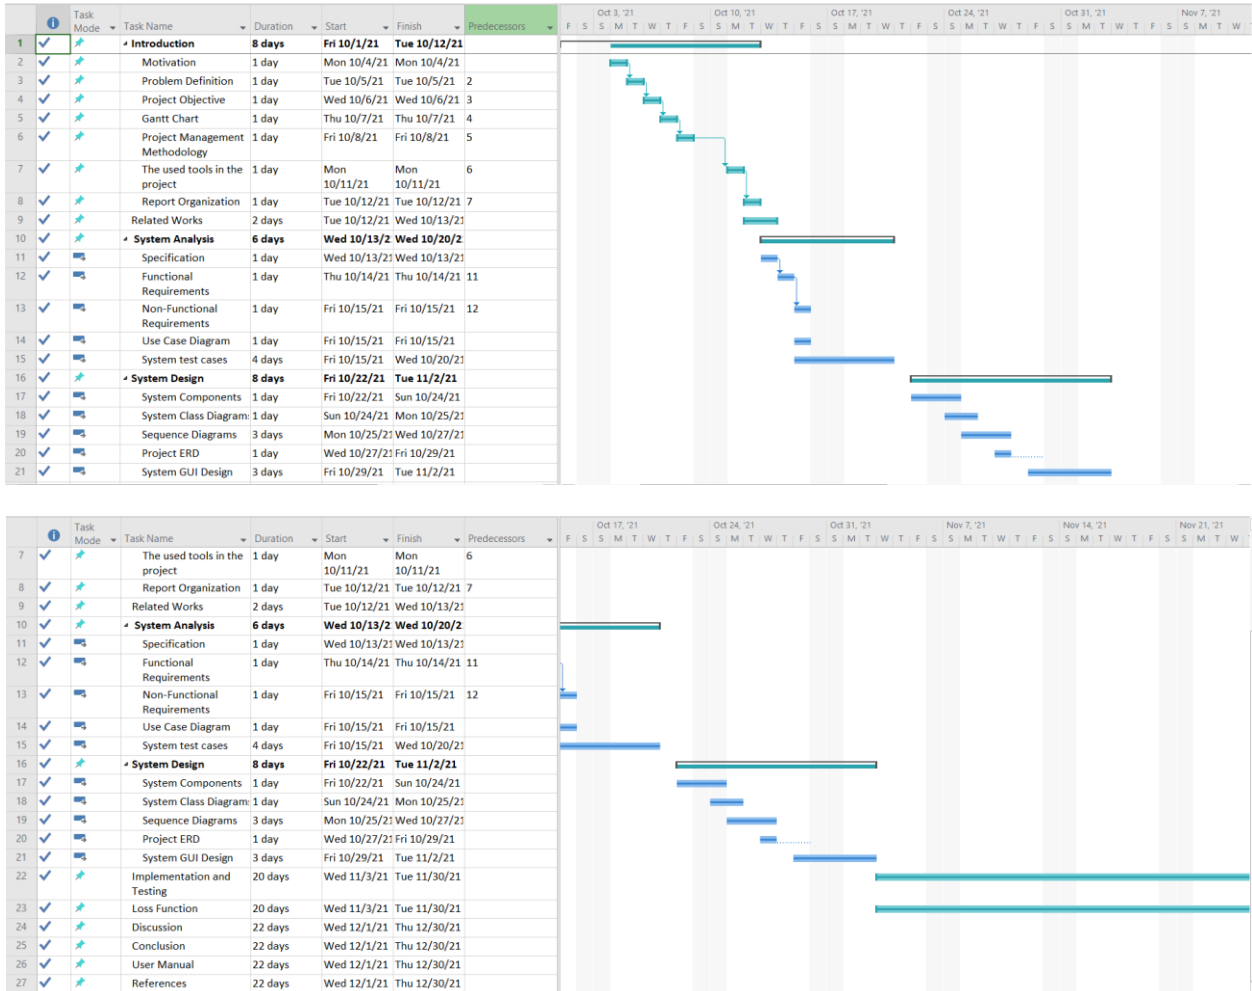 Oct 3, '21 Oct 10, '21 Oct 17, '21 Oct 24, '21 Oct 31, '21 Nov 7, '21
Task Mode Task Name Duration Start Finish Predecessors F S S M T W T F S S M T W T F S S M T W T F S S M T W T F S S M T W T F S S M T W
1 Introduction 8 days Fri 10/1/21 Tue 10/12/21
2 Motivation 1 day Mon 10/4/21 Mon 10/4/21
3 Problem Definition 1 day Tue 10/5/21 Tue 10/5/21 2
4 Project Objective 1 day Wed 10/6/21 Wed 10/6/21 3
5 Gantt Chart 1 day Thu 10/7/21 Thu 10/7/21 4
6 Project Management 1 day Fri 10/8/21 Fri 10/8/21 5
Methodology
7 The used tools in the 1 day Mon Mon 6
project 10/11/21 10/11/21
8 Report Organization 1 day Tue 10/12/21 Tue 10/12/21 7
9 Related Works 2 days Tue 10/12/21 Wed 10/13/21
10 System Analysis 6 days Wed 10/13/2 Wed 10/20/2
11 Specification 1 day Wed 10/13/21 Wed 10/13/21
12 Functional 1 day Thu 10/14/21 Thu 10/14/21 11
Requirements
13 Non-Functional 1 day Fri 10/15/21 Fri 10/15/21 12
Requirements
14 Use Case Diagram 1 day Fri 10/15/21 Fri 10/15/21
15 System test cases 4 days Fri 10/15/21 Wed 10/20/21
16 System Design 8 days Fri 10/22/21 Tue 11/2/21
17 System Components 1 day Fri 10/22/21 Sun 10/24/21
18 System Class Diagram 1 day Sun 10/24/21 Mon 10/25/21
19 Sequence Diagrams 3 days Mon 10/25/21 Wed 10/27/21
20 Project ERD 1 day Wed 10/27/21 Fri 10/29/21
21 System GUI Design 3 days Fri 10/29/21 Tue 11/2/21
Oct 17, '21 Oct 24, '21 Oct 31, '21 Nov 7, '21 Nov 14, '21 Nov 21, '21
Task Mode Task Name Duration Start Finish Predecessors F S S M T W T F S S M T W T F S S M T W T F S S M T W T F S S M T W T F S S M T W
7 The used tools in the 1 day Mon Mon 6
project 10/11/21 10/11/21
8 Report Organization 1 day Tue 10/12/21 Tue 10/12/21 7
9 Related Works 2 days Tue 10/12/21 Wed 10/13/21
10 System Analysis 6 days Wed 10/13/2 Wed 10/20/2
11 Specification 1 day Wed 10/13/21 Wed 10/13/21
12 Functional 1 day Thu 10/14/21 Thu 10/14/21 11
Requirements
13 Non-Functional 1 day Fri 10/15/21 Fri 10/15/21 12
Requirements
14 Use Case Diagram 1 day Fri 10/15/21 Fri 10/15/21
15 System test cases 4 days Fri 10/15/21 Wed 10/20/21
16 System Design 8 days Fri 10/22/21 Tue 11/2/21
17 System Components 1 day Fri 10/22/21 Sun 10/24/21
18 System Class Diagram 1 day Sun 10/24/21 Mon 10/25/21
19 Sequence Diagrams 3 days Mon 10/25/21 Wed 10/27/21
20 Project ERD 1 day Wed 10/27/21 Fri 10/29/21
21 System GUI Design 3 days Fri 10/29/21 Tue 11/2/21
22 Implementation and 20 days Wed 11/3/21 Tue 11/30/21
Testing
23 Loss Function 20 days Wed 11/3/21 Tue 11/30/21
24 Discussion 22 days Wed 12/1/21 Thu 12/30/21
25 Conclusion 22 days Wed 12/1/21 Thu 12/30/21
26 User Manual 22 days Wed 12/1/21 Thu 12/30/21
27 References 22 days Wed 12/1/21 Thu 12/30/21